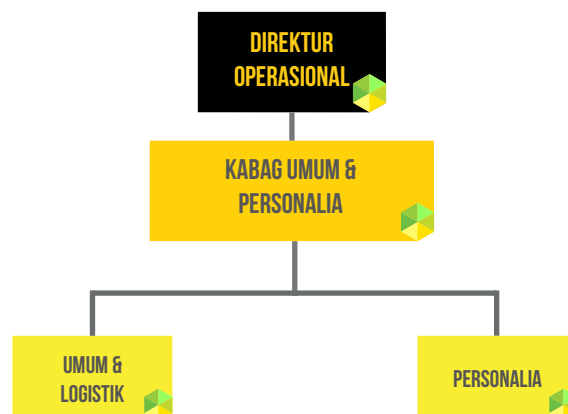 DIREKTUR
OPERASIONAL
KABAG UMUM &
PERSONALIA
UMUM &
LOGISTIK
PERSONALIA